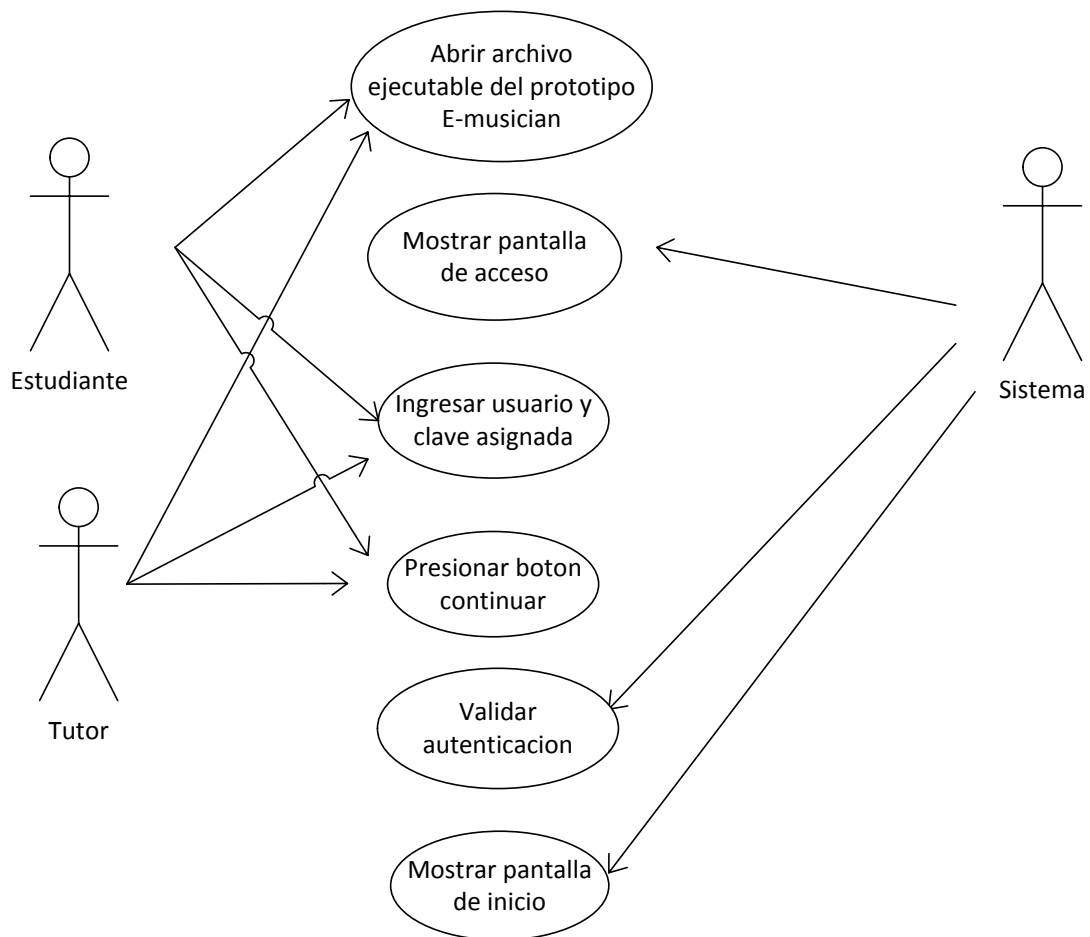 Abrir archivo
ejecutable del prototipo
E-musician
Mostrar pantalla
de acceso
Estudiante
Sistema
Ingresar usuario y
clave asignada
Presionar boton
continuar
Tutor
Validar
autenticacion
Mostrar pantalla
de inicio